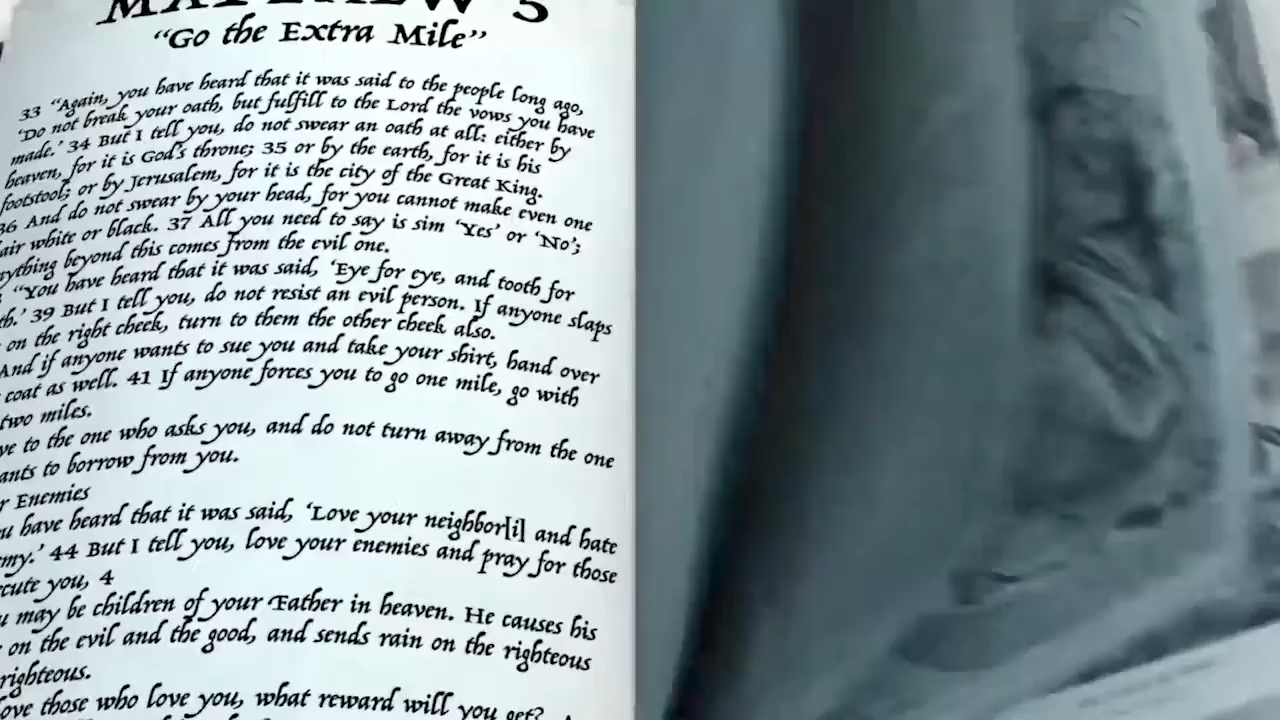 MATTHEW 5
“Go the Extra Mile”
33 “Again, you have heard that it was said to the people long ago,
‘Do not break your oath, but fulfill to the Lord the vows you have
made.’ 34 But I tell you, do not swear an oath at all: either by
heaven, for it is God’s throne; 35 or by the earth, for it is his
footstool; or by Jerusalem, for it is the city of the Great King.
36 And do not swear by your head, for you cannot make even one
air white or black. 37 All you need to say is sim ‘Yes’ or ‘No’;
ything beyond this comes from the evil one.
“You have heard that it was said, ‘Eye for eye, and tooth for
th.’ 39 But I tell you, do not resist an evil person. If anyone slaps
on the right cheek, turn to them the other cheek also.
And if anyone wants to sue you and take your shirt, hand over
coat as well. 41 If anyone forces you to go one mile, go with
two miles.
ve to the one who asks you, and do not turn away from the one
ants to borrow from you.
r Enemies
u have heard that it was said, ‘Love your neighbor[i] and hate
my.’ 44 But I tell you, love your enemies and pray for those
cute you, 4
u may be children of your Father in heaven. He causes his
on the evil and the good, and sends rain on the righteous
righteous.
ove those who love you, what reward will you get?